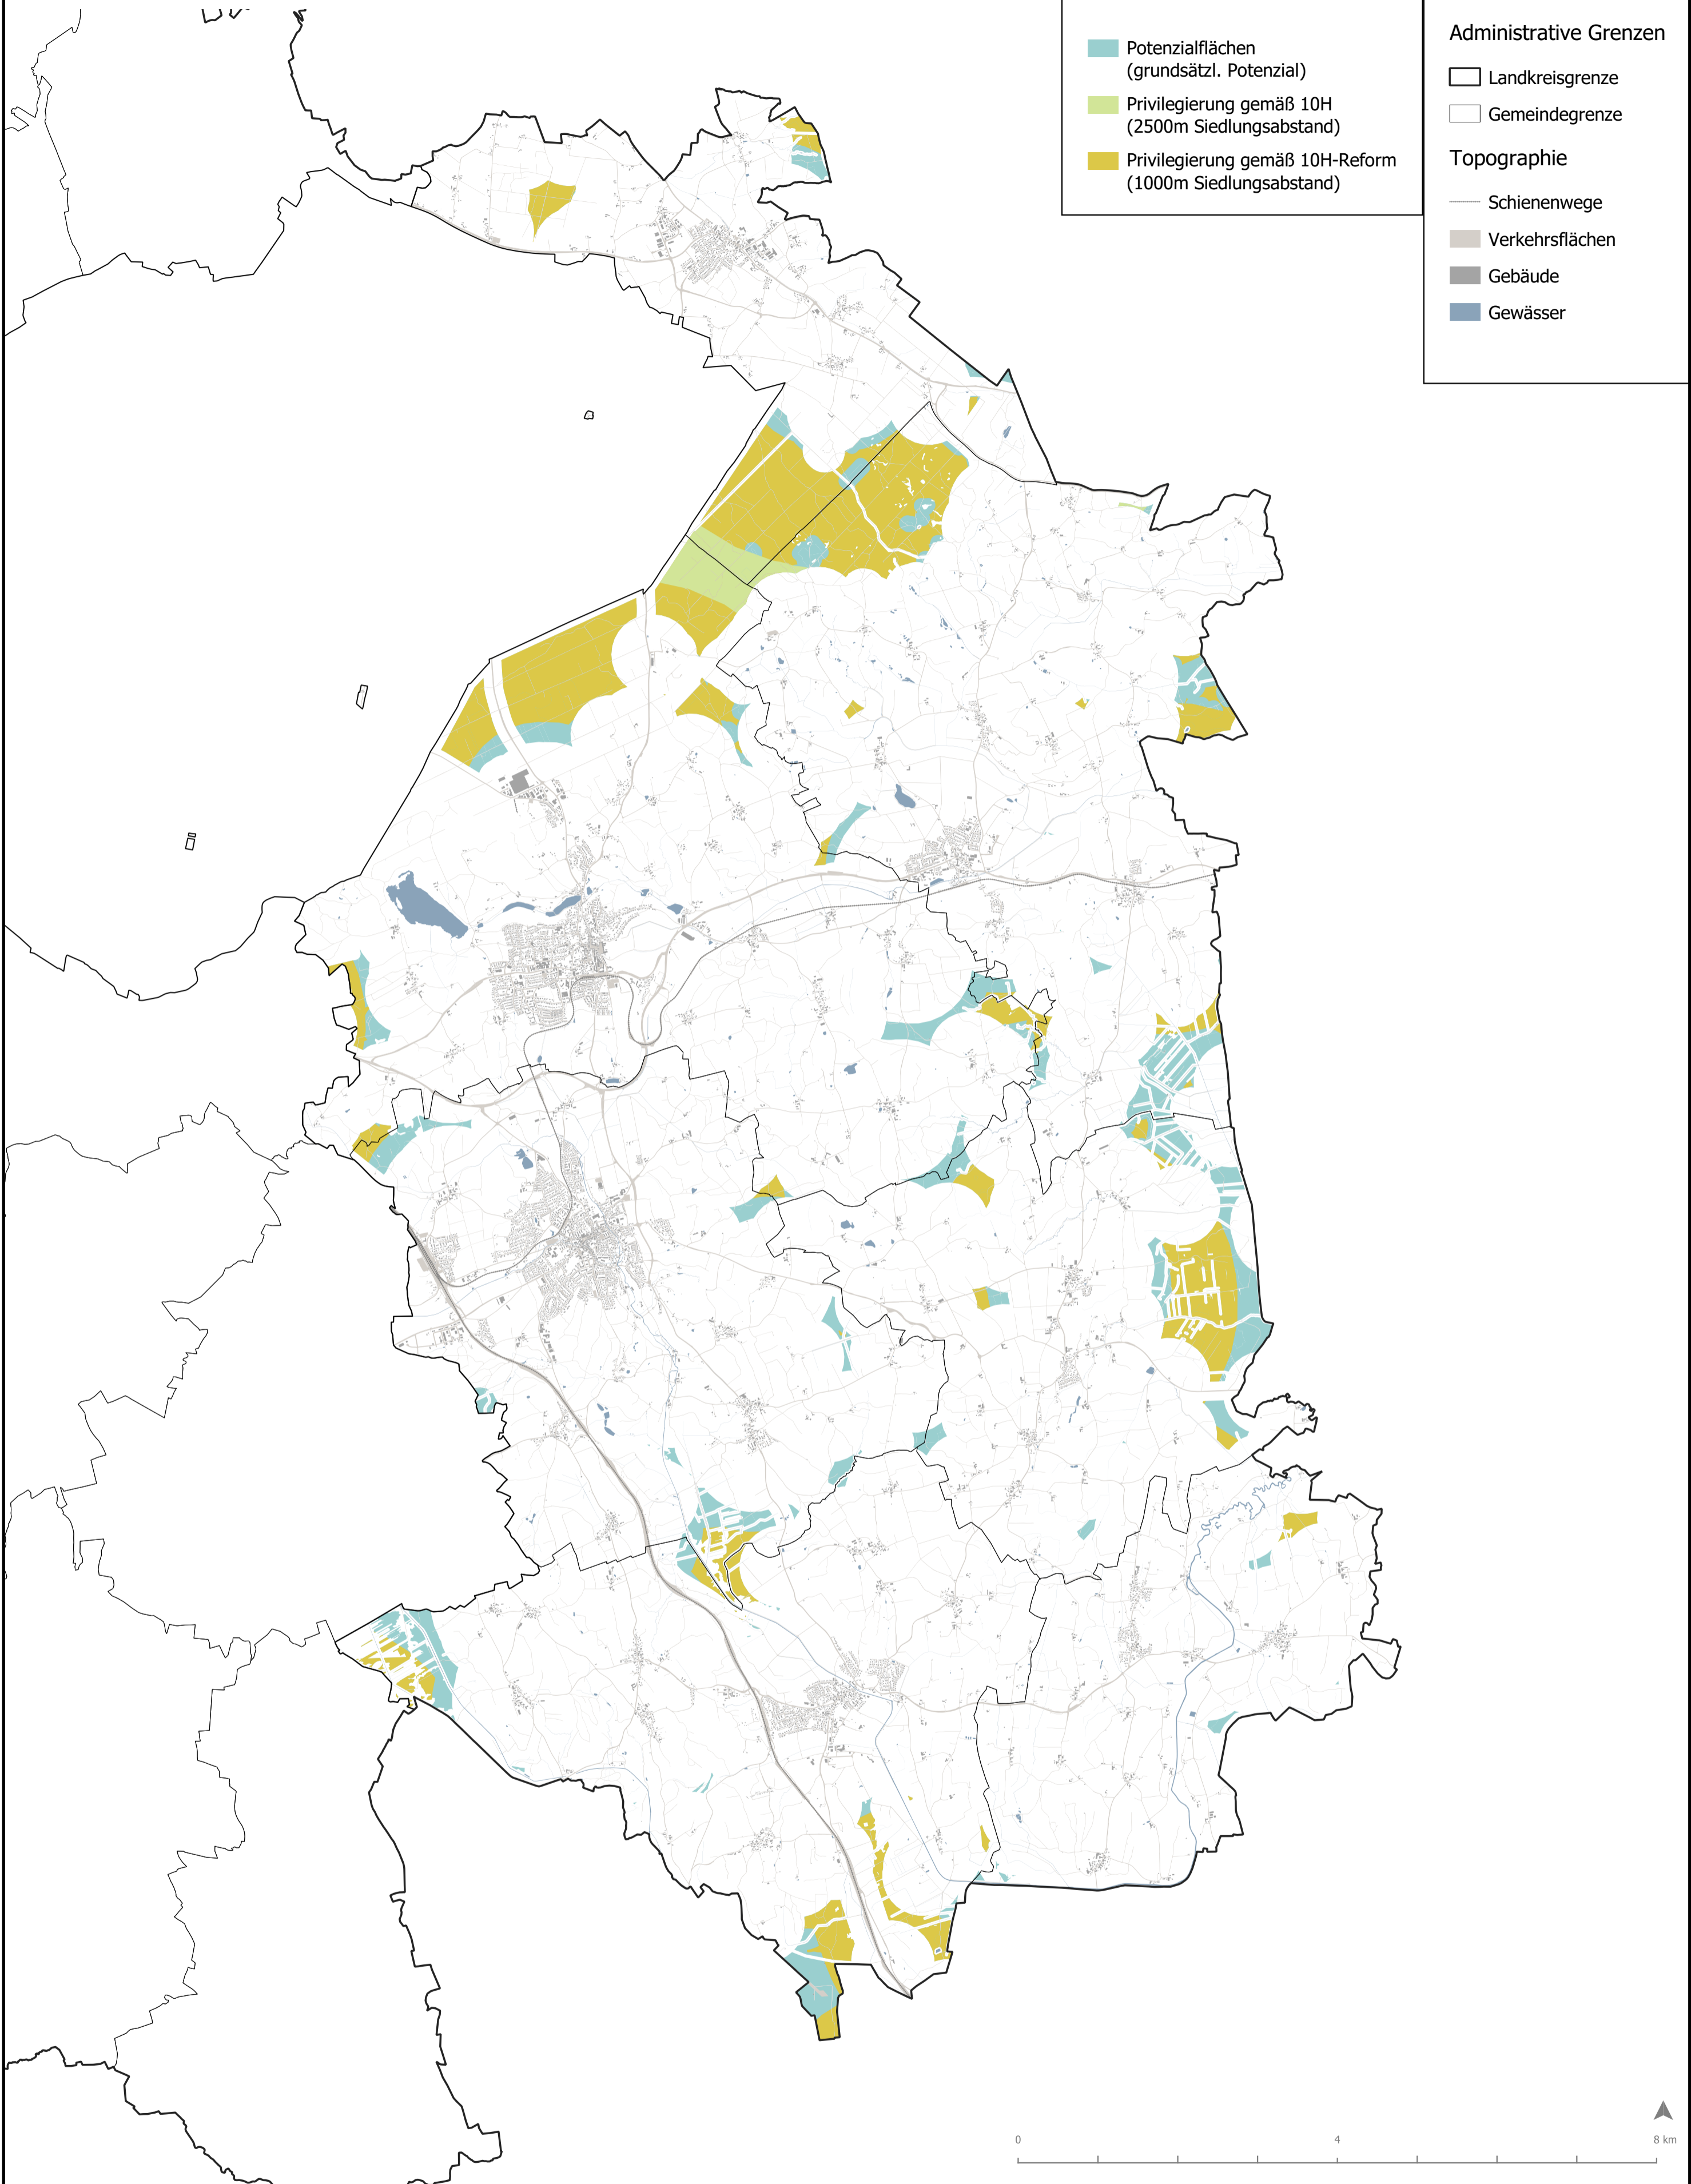 Potenzialflächen
(grundsätzl. Potenzial)
Privilegierung gemäß 10H
(2500m Siedlungsabstand)
Privilegierung gemäß 10H-Reform
(1000m Siedlungsabstand)
Administrative Grenzen
Landkreisgrenze
Gemeindegrenze
Topographie
Schienenwege
Verkehrsflächen
Gebäude
Gewässer
0 4 8 km